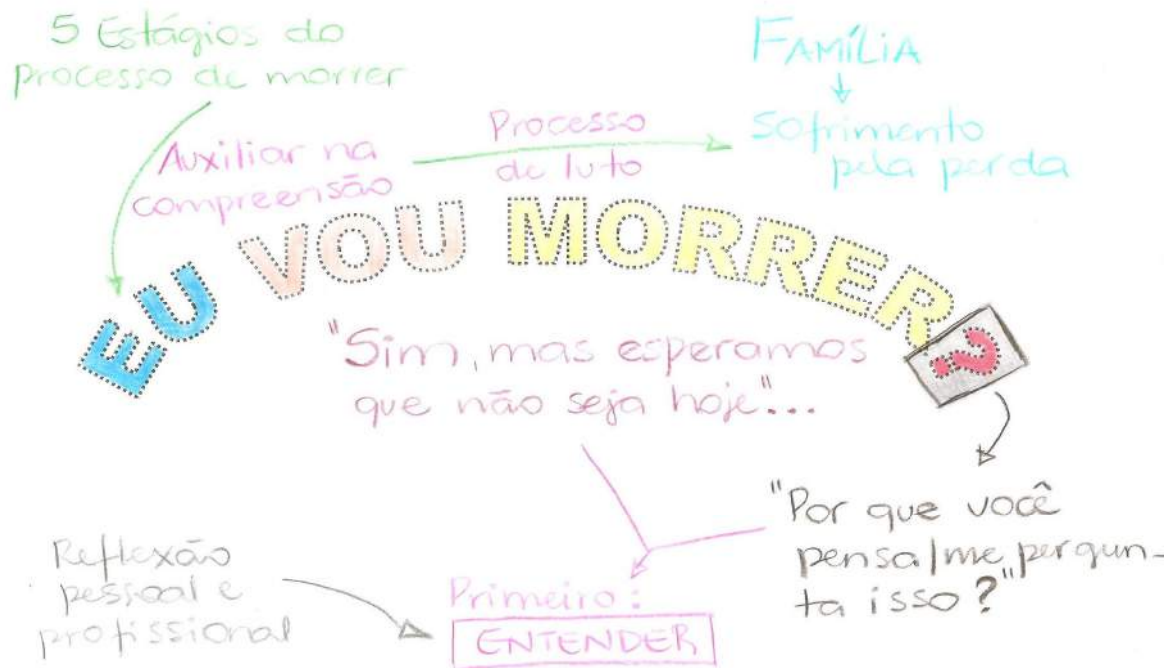 5 Estágios do
processo de morrer
FAMÍLIA
Sofrimento
pela perda
Auxiliar na
compreensão
Processo
de luto
EU VOU MORRER?
"Sim, mas esperamos
que não seja hoje"...
"Por que você
pensa/me pergun-
ta isso?"
Reflexão
pessoal e
profissional
Primeiro:
ENTENDER